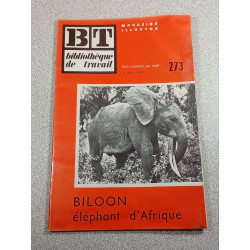 BT
MAGAZINE
ILLUSTRÉ
bibliothèque
de travail
273
BILOON
éléphant d'Afrique